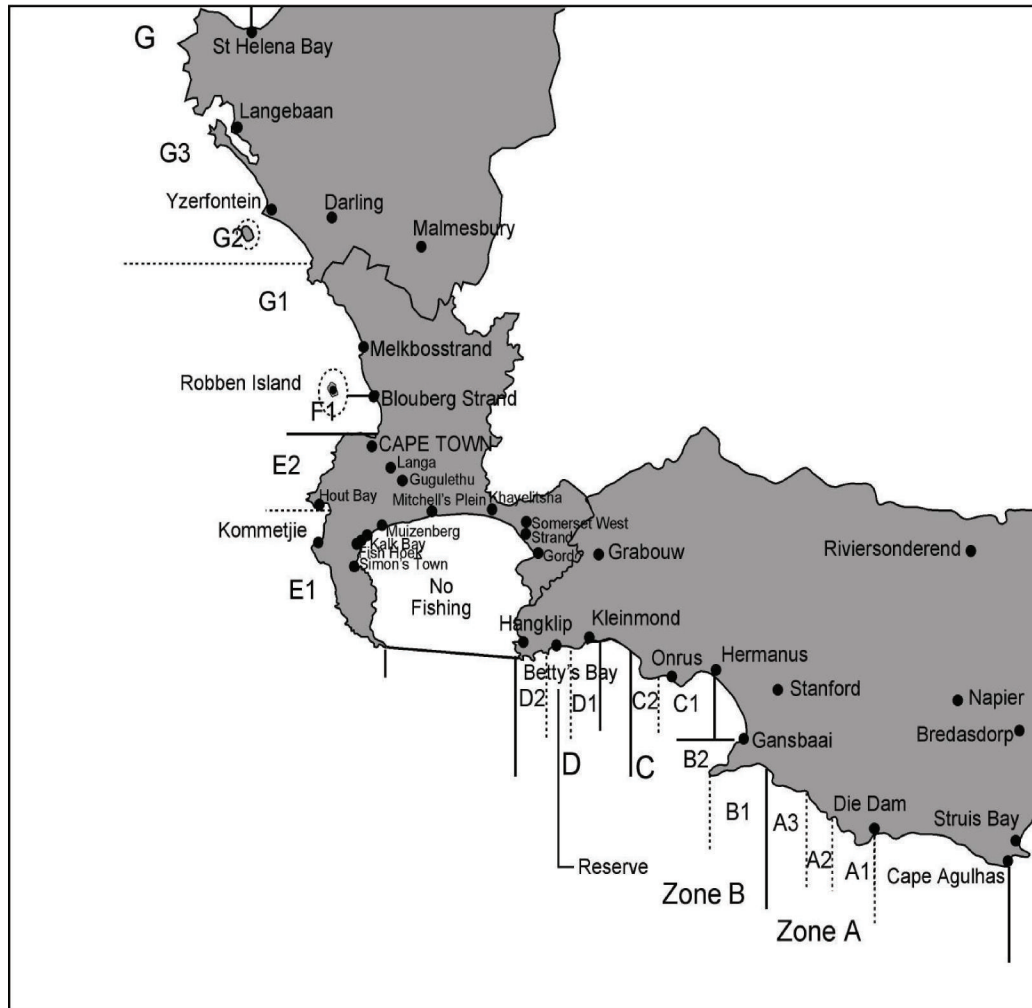 G
St Helena Bay
Langebaan
G3
Yzerfontein
Darling
G2
Malmesbury
G1
Melkbosstrand
Robben Island
Blouberg Strand
F1
CAPE TOWN
E2
Langa
Gugulethu
Hout Bay
Mitchell's Plein
Khayelitsha
Kommetjie
Muizenberg
Somerset West
Strand
Kalk Bay
Fish Hoek
Gordo
Grabouw
Riviersonderend
Simon's Town
E1
No
Fishing
Hangklip
Kleinmond
Betty's Bay
Onrus
Hermanus
D2
D1
C2
C1
Stanford
Napier
Gansbaai
Bredasdorp
B2
D
C
B1
A3
Die Dam
Struis Bay
A2
A1
Reserve
Cape Agulhas
Zone B
Zone A